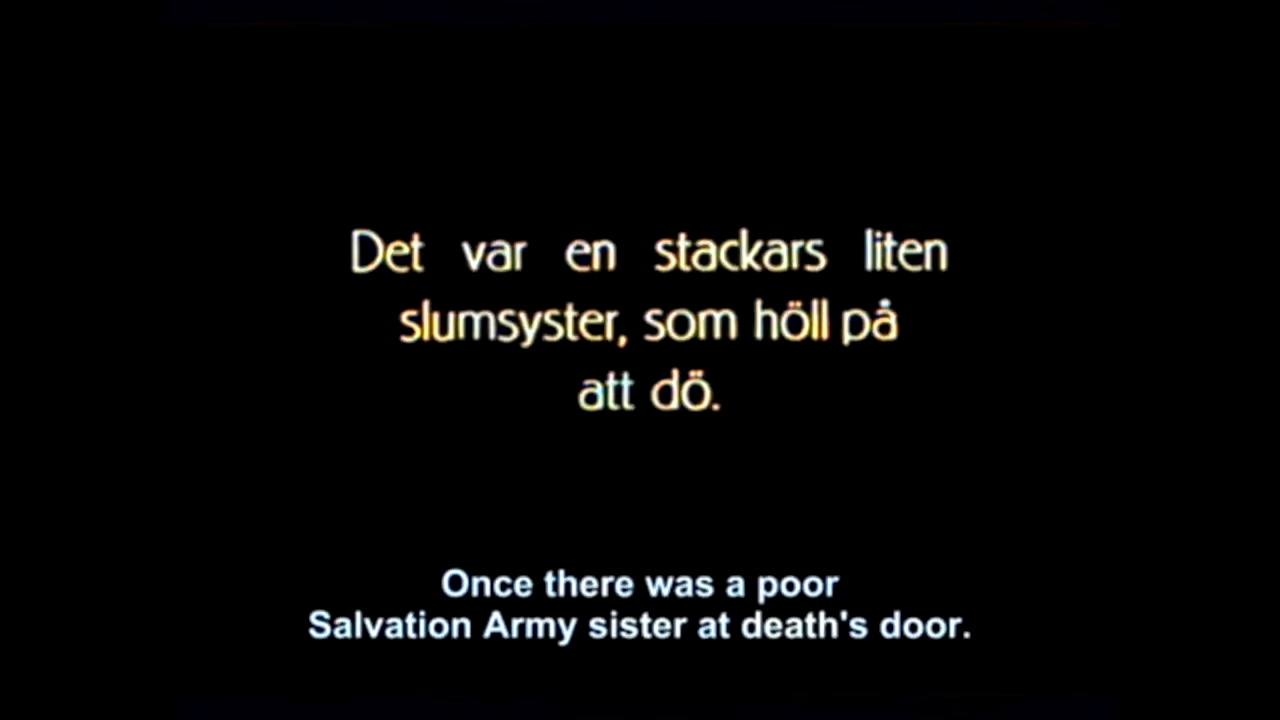 Det var en stackars liten
slumsyster, som höll på
att dö.
Once there was a poor
Salvation Army sister at death's door.